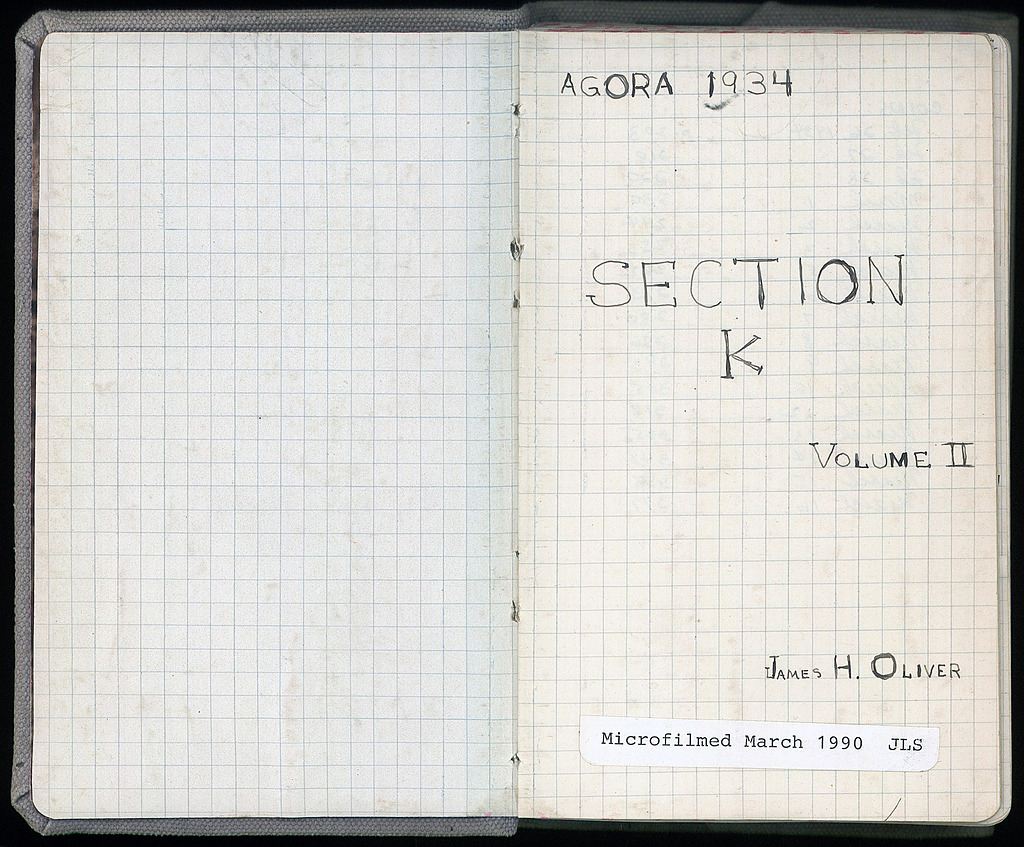 AGORA 1934
SECTION
K
VOLUME II
JAMES H. OLIVER
Microfilmed March 1990 JLS